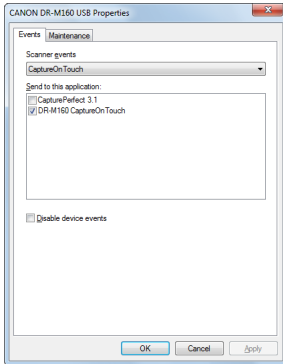 CANON DR-M160 USB Properties
Events Maintenance
Scanner events
CaptureOnTouch
Send to this application:
CapturePerfect 3.1
DR-M160 CaptureOnTouch
Disable device events
OK Cancel Apply